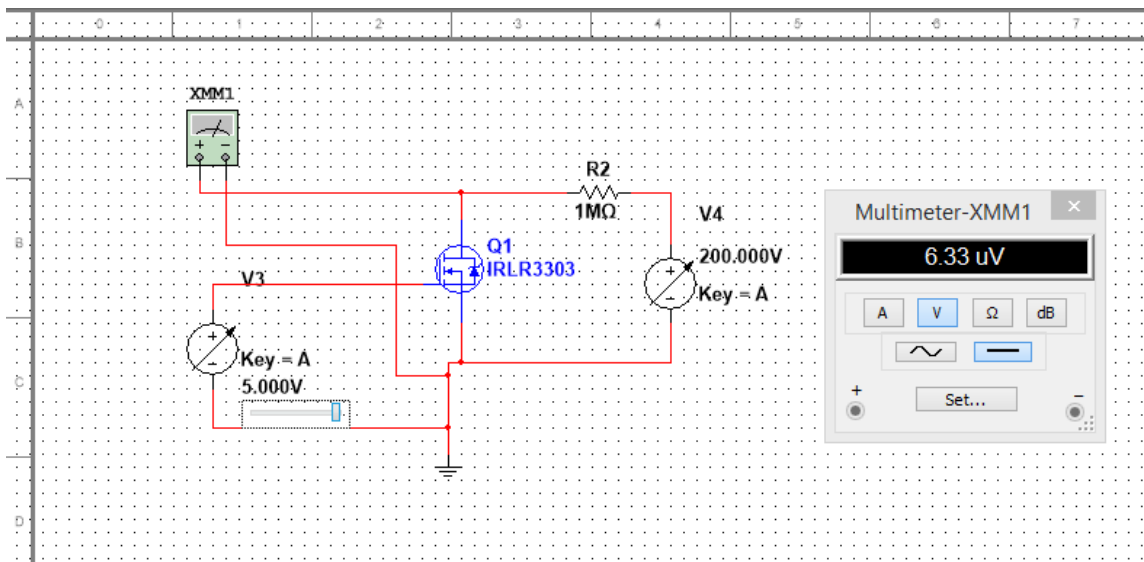 0 1 2 3 4 5 6 7
A
XMM1
+ −
R2
1MΩ
V4
Multimeter-XMM1 ×
B
Q1
200.000V
6.33 uV
IRLR3303
V3
+
Key = A
−
A V Ω dB
+
Key = A
−
C
5.000V
+ Set... −
D